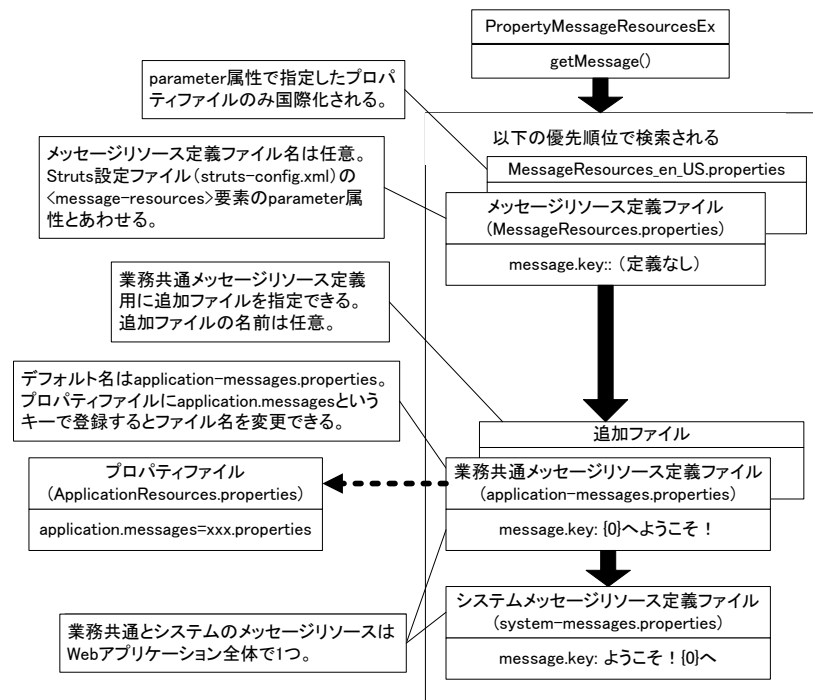 PropertyMessageResourcesEx
getMessage()
parameter属性で指定したプロパ
ティファイルのみ国際化される。
以下の優先順位で検索される
MessageResources_en_US.properties
メッセージリソース定義ファイル名は任意。
Struts設定ファイル（struts-config.xml）の
<message-resources>要素のparameter属
性とあわせる。
メッセージリソース定義ファイル
(MessageResources.properties)
message.key:: （定義なし）
業務共通メッセージリソース定義
用に追加ファイルを指定できる。
追加ファイルの名前は任意。
デフォルト名はapplication-messages.properties。
プロパティファイルにapplication.messagesという
キーで登録するとファイル名を変更できる。
追加ファイル
プロパティファイル
(ApplicationResources.properties)
application.messages=xxx.properties
業務共通メッセージリソース定義ファイル
(application-messages.properties)
message.key: {0}へようこそ！
システムメッセージリソース定義ファイル
(system-messages.properties)
message.key: ようこそ！{0}へ
業務共通とシステムのメッセージリソースは
Webアプリケーション全体で1つ。